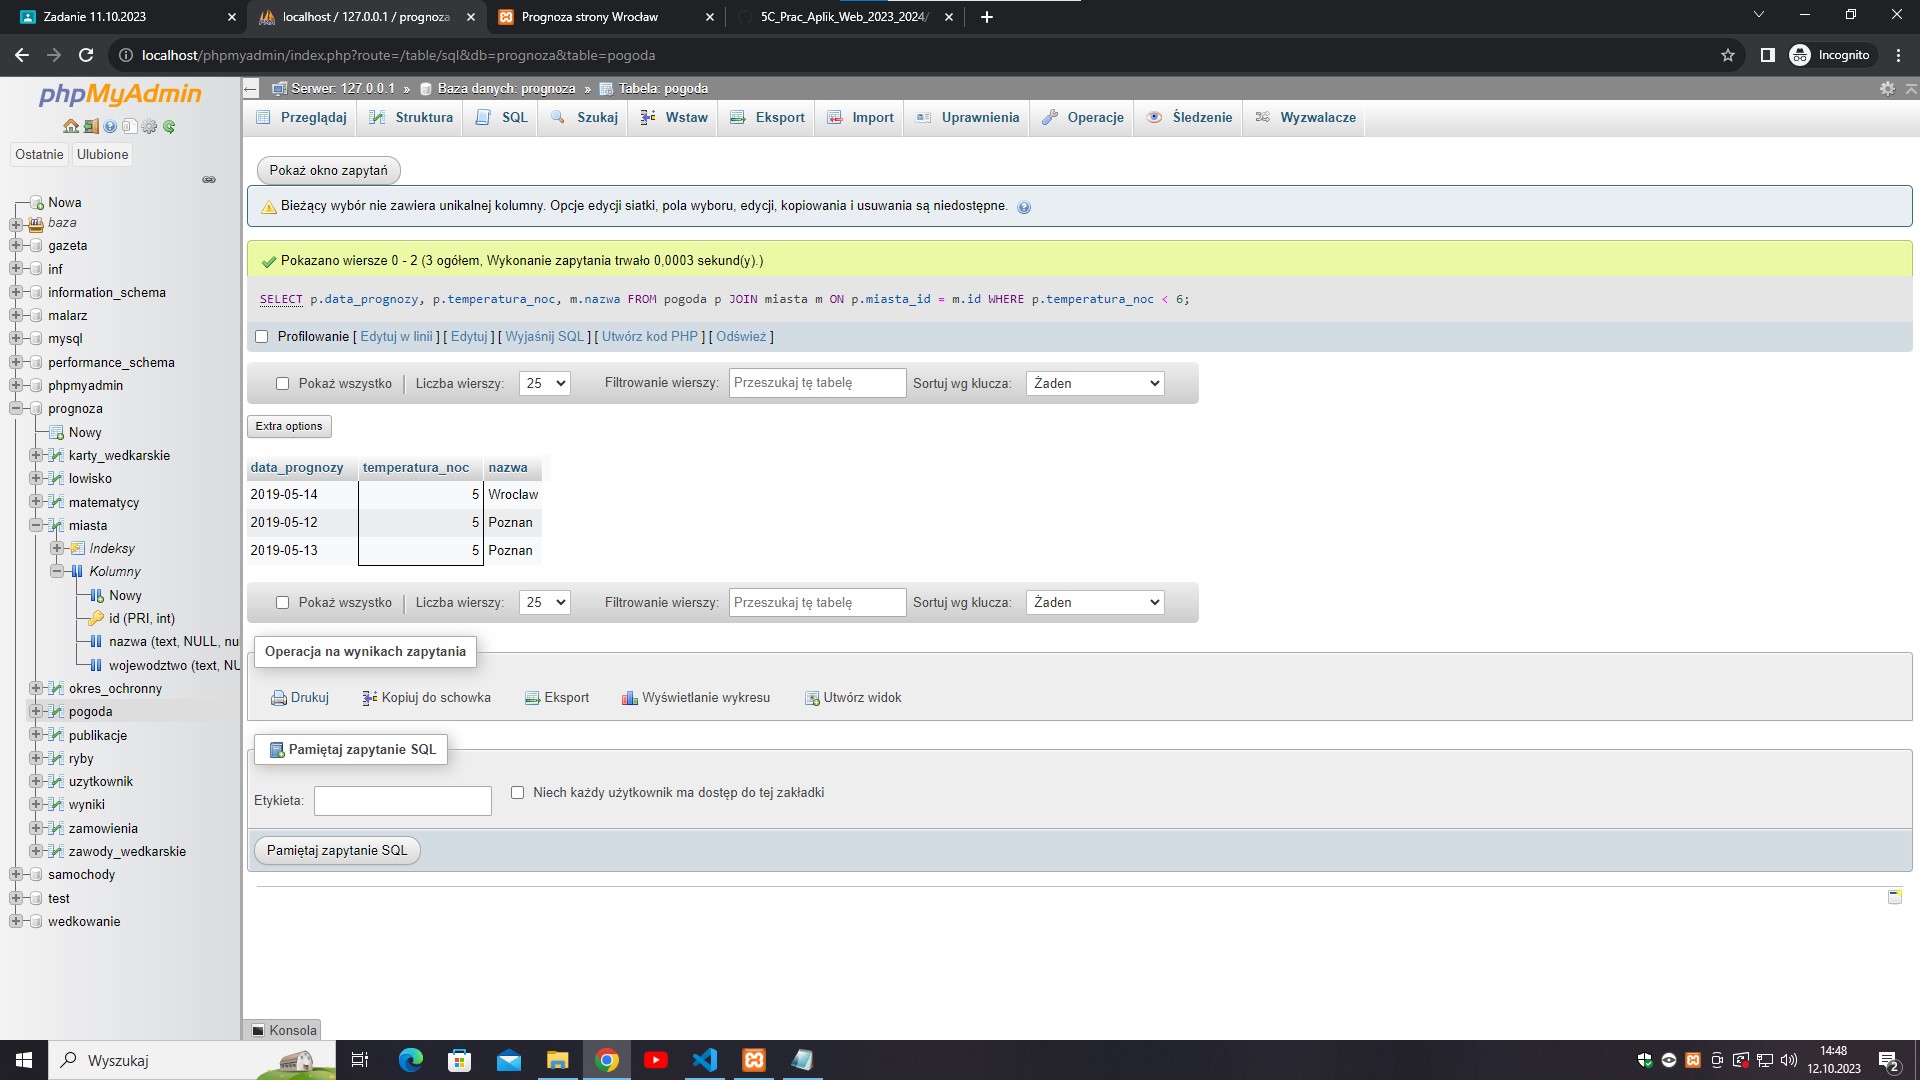 Zadanie 11.10.2023
localhost / 127.0.0.1 / prognoza
Prognoza strony Wrocław
5C_Prac_Aplik_Web_2023_2024/
localhost/phpmyadmin/index.php?route=/table/sql&db=prognoza&table=pogoda
Incognito
phpMyAdmin
Ostatnie
Ulubione
Nowa
baza
gazeta
inf
information_schema
malarz
mysql
performance_schema
phpmyadmin
prognoza
Nowy
karty_wedkarskie
lowisko
matematycy
miasta
Indeksy
Kolumny
Nowy
id (PRI, int)
nazwa (text, NULL, nu
wojewodztwo (text, NU
okres_ochronny
pogoda
publikacje
ryby
uzytkownik
wyniki
zamowienia
zawody_wedkarskie
samochody
test
wedkowanie
Serwer: 127.0.0.1 » Baza danych: prognoza » Tabela: pogoda
Przeglądaj Struktura SQL Szukaj Wstaw Eksport Import Uprawnienia Operacje Śledzenie Wyzwalacze
Pokaż okno zapytań
Bieżący wybór nie zawiera unikalnej kolumny. Opcje edycji siatki, pola wyboru, edycji, kopiowania i usuwania są niedostępne.
Pokazano wiersze 0 - 2 (3 ogółem, Wykonanie zapytania trwało 0,0003 sekund(y).)
SELECT p.data_prognozy, p.temperatura_noc, m.nazwa FROM pogoda p JOIN miasta m ON p.miasta_id = m.id WHERE p.temperatura_noc < 6;
Profilowanie [ Edytuj w linii ] [ Edytuj ] [ Wyjaśnij SQL ] [ Utwórz kod PHP ] [ Odśwież ]
Pokaż wszystko | Liczba wierszy: 25 Filtrowanie wierszy: Przeszukaj tę tabelę Sortuj wg klucza: Żaden
Extra options
data_prognozy temperatura_noc nazwa
2019-05-14 5 Wroclaw
2019-05-12 5 Poznan
2019-05-13 5 Poznan
Pokaż wszystko | Liczba wierszy: 25 Filtrowanie wierszy: Przeszukaj tę tabelę Sortuj wg klucza: Żaden
Operacja na wynikach zapytania
Drukuj Kopiuj do schowka Eksport Wyświetlanie wykresu Utwórz widok
Pamiętaj zapytanie SQL
Etykieta: Niech każdy użytkownik ma dostęp do tej zakładki
Pamiętaj zapytanie SQL
Konsola
Wyszukaj
14:48
12.10.2023
2